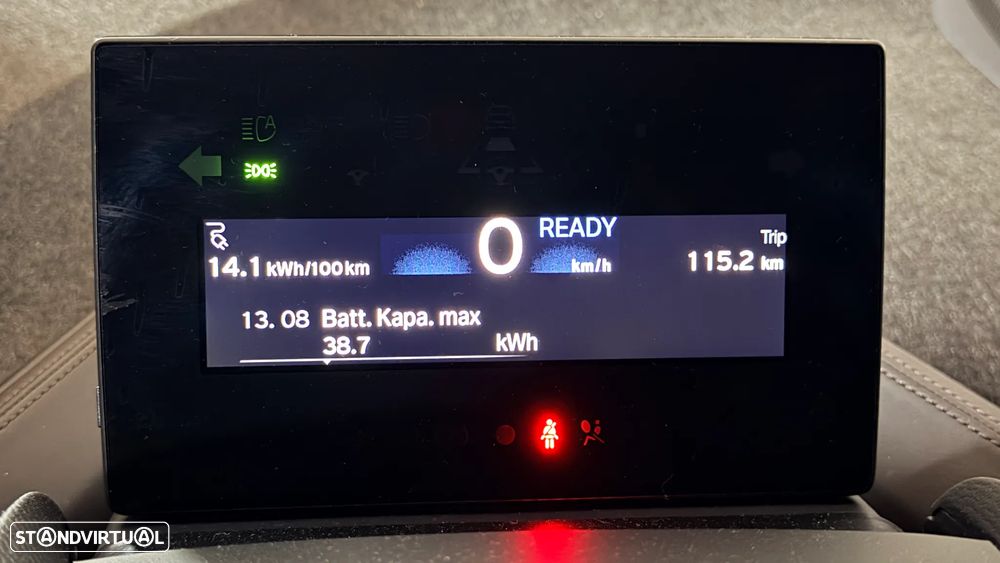 A
READY
0
Trip
14.1 kWh/100km
km/h
115.2 km
13. 08 Batt. Kapa. max
38.7 kWh
STANDVIRTUAL